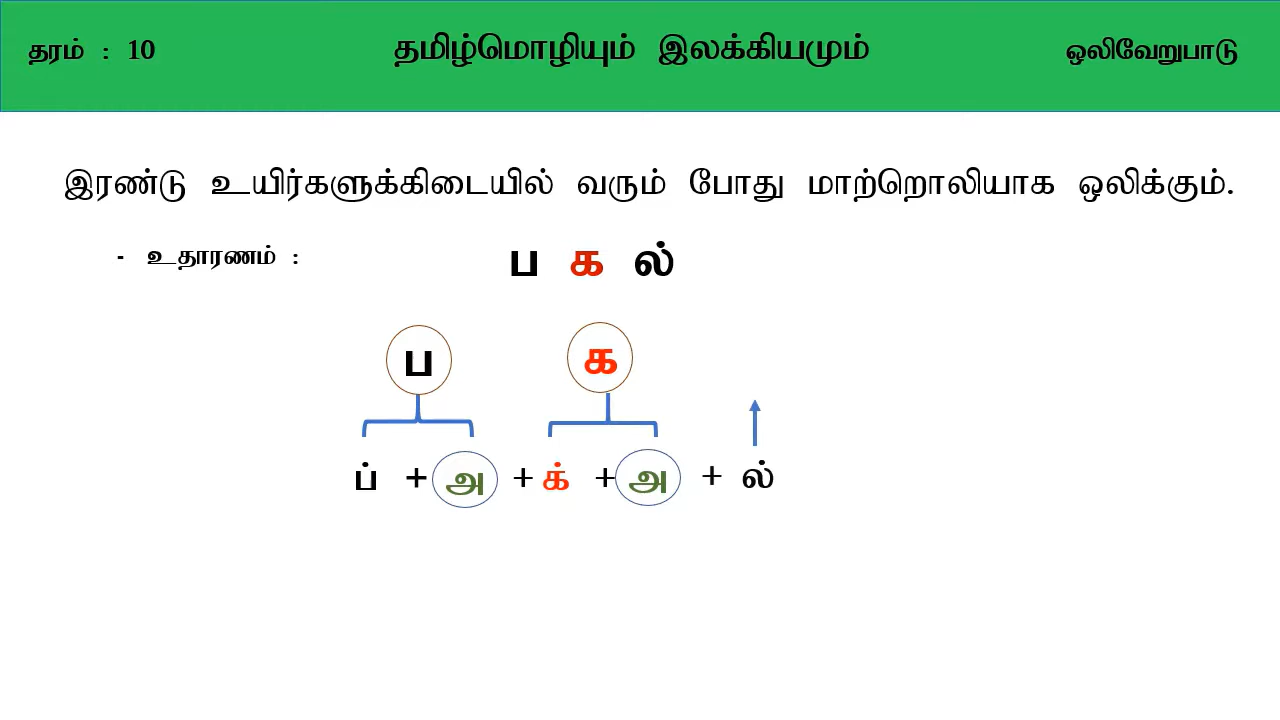 தரம் : 10 தமிழ்மொழியும் இலக்கியமும் ஒலிவேறுபாடு
இரண்டு உயிர்களுக்கிடையில் வரும் போது மாற்றொலியாக ஒலிக்கும்.
- உதாரணம் : ப க ல்
ப க
ப் + அ + க் + அ + ல்